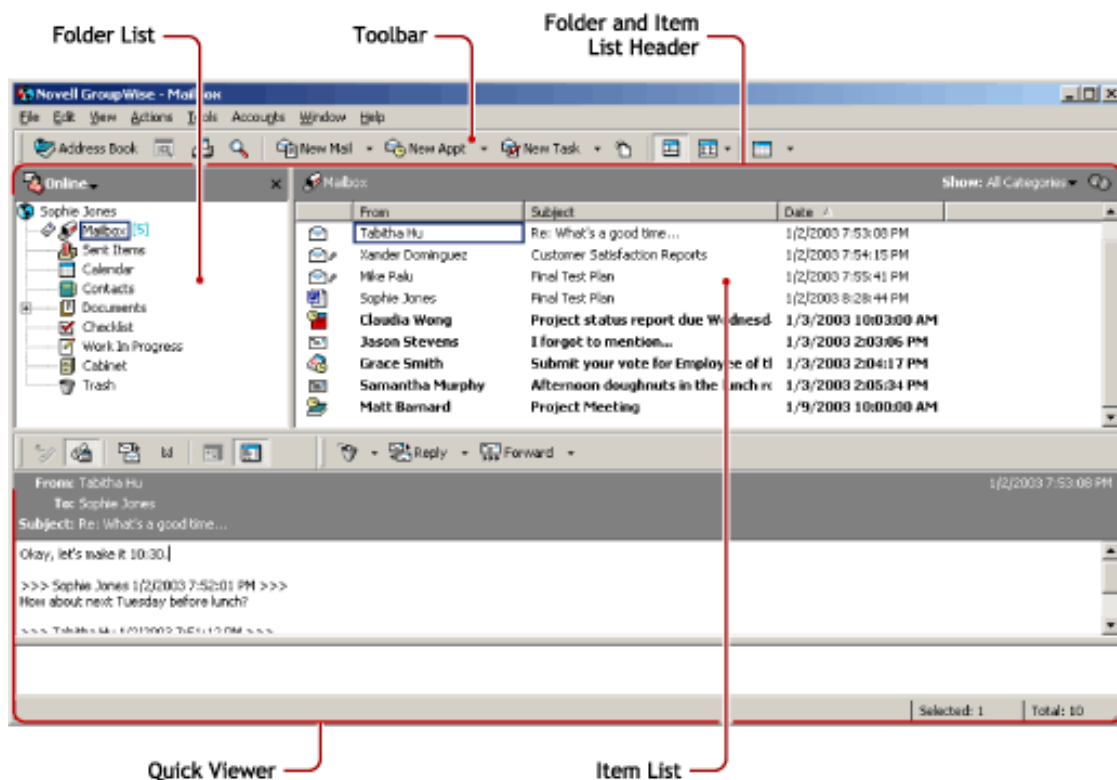 Folder List
Toolbar
Folder and Item
List Header
Novell GroupWise - Mailbox
File Edit View Actions Tools Accounts Window Help
Address Book New Mail New Appt New Task
Online Mailbox Show: All Categories
Sophie Jones
Mailbox [5]
Sent Items
Calendar
Contacts
Documents
Checklist
Work In Progress
Cabinet
Trash
From Subject Date
Tabitha Hu Re: What's a good time... 1/2/2003 7:53:08 PM
Xander Dominguez Customer Satisfaction Reports 1/2/2003 7:54:15 PM
Mike Palu Final Test Plan 1/2/2003 7:55:41 PM
Sophie Jones Final Test Plan 1/2/2003 8:28:44 PM
Claudia Wong Project status report due Wednesd 1/3/2003 10:03:00 AM
Jason Stevens I forgot to mention... 1/3/2003 2:03:06 PM
Grace Smith Submit your vote for Employee of tl 1/3/2003 2:04:17 PM
Samantha Murphy Afternoon doughnuts in the lunch rc 1/3/2003 2:05:34 PM
Matt Barnard Project Meeting 1/9/2003 10:00:00 AM
Reply Forward
From: Tabitha Hu 1/2/2003 7:53:08 PM
To: Sophie Jones
Subject: Re: What's a good time...
Okay, let's make it 10:30.
>>> Sophie Jones 1/2/2003 7:52:01 PM >>>
How about next Tuesday before lunch?
>>> Tabitha Hu 1/2/2003 7:51:12 PM >>>
Selected: 1 Total: 10
Quick Viewer
Item List